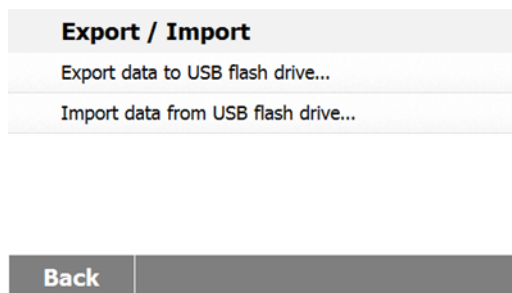 Export / Import
Export data to USB flash drive...
Import data from USB flash drive...
Back